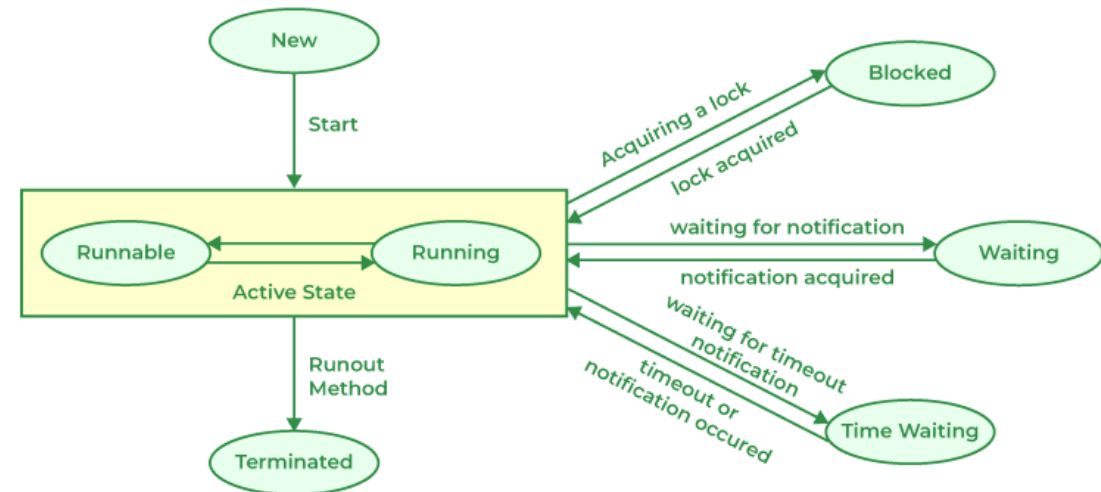 New
Start
Acquiring a lock
Blocked
lock acquired
Runnable
Running
Active State
waiting for notification
Waiting
notification acquired
waiting for timeout
notification
timeout or
notification occured
Time Waiting
Runout
Method
Terminated